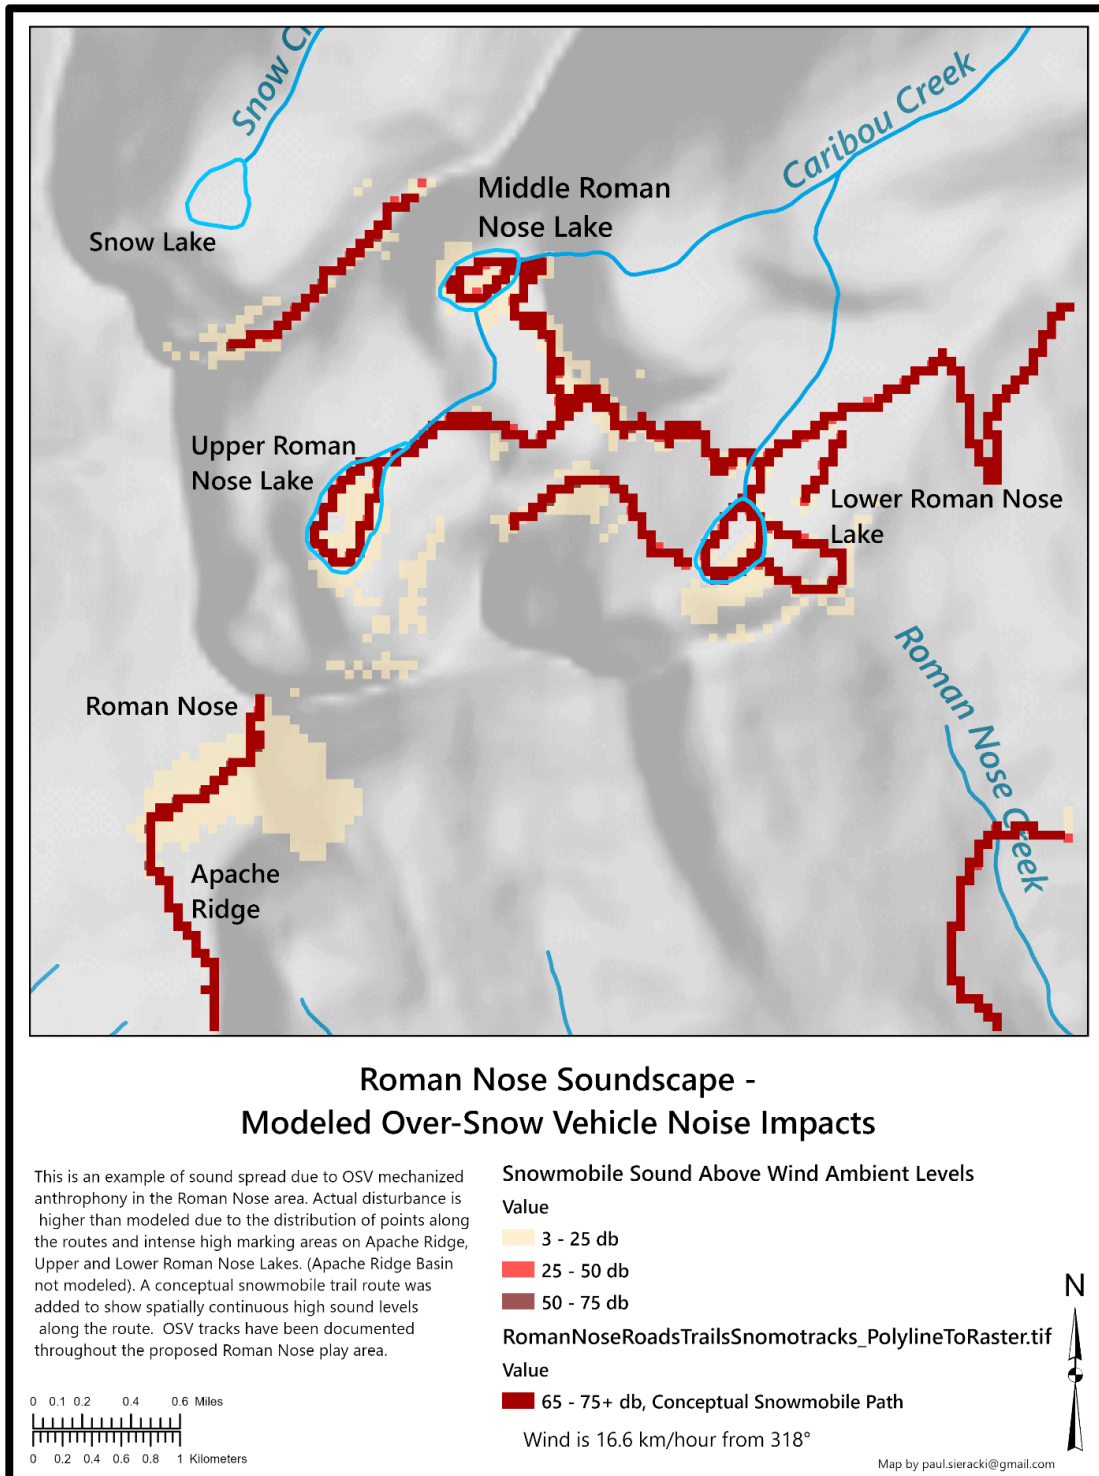 Snow Cr
Caribou Creek
Middle Roman
Nose Lake
Snow Lake
Upper Roman
Nose Lake
Lower Roman Nose
Lake
Roman Nose Creek
Roman Nose
Apache
Ridge
Roman Nose Soundscape -
Modeled Over-Snow Vehicle Noise Impacts
This is an example of sound spread due to OSV mechanized
anthrophony in the Roman Nose area. Actual disturbance is
higher than modeled due to the distribution of points along
the routes and intense high marking areas on Apache Ridge,
Upper and Lower Roman Nose Lakes. (Apache Ridge Basin
not modeled). A conceptual snowmobile trail route was
added to show spatially continuous high sound levels
along the route.  OSV tracks have been documented
throughout the proposed Roman Nose play area.
Snowmobile Sound Above Wind Ambient Levels
Value
3 - 25 db
25 - 50 db
50 - 75 db
RomanNoseRoadsTrailsSnomotracks_PolylineToRaster.tif
Value
65 - 75+ db, Conceptual Snowmobile Path
Wind is 16.6 km/hour from 318°
N
0 0.1 0.2 0.4 0.6 Miles
0 0.2 0.4 0.6 0.8 1 Kilometers
Map by paul.sieracki@gmail.com